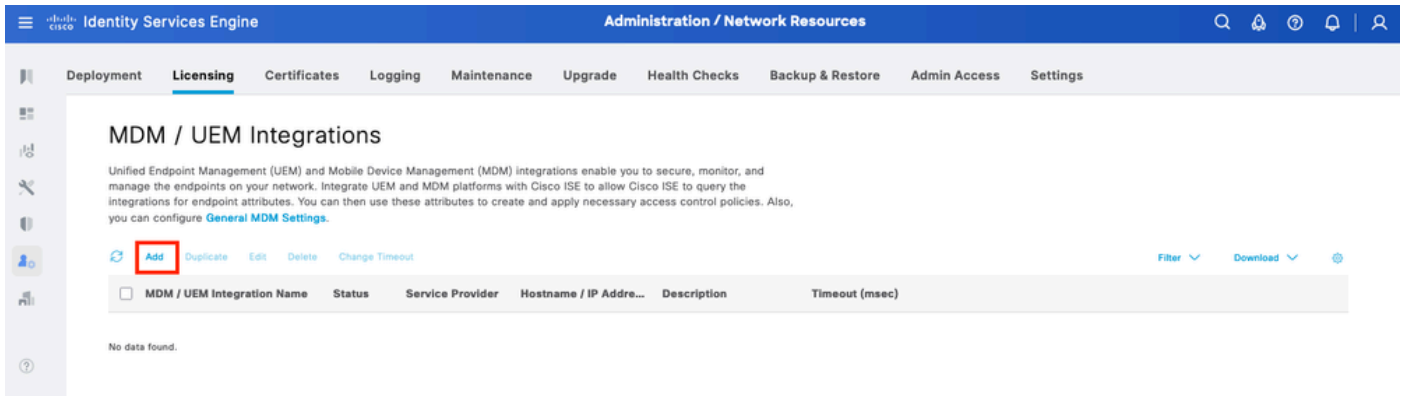 cisco Identity Services Engine Administration / Network Resources
Deployment Licensing Certificates Logging Maintenance Upgrade Health Checks Backup & Restore Admin Access Settings
MDM / UEM Integrations
Unified Endpoint Management (UEM) and Mobile Device Management (MDM) integrations enable you to secure, monitor, and
manage the endpoints on your network. Integrate UEM and MDM platforms with Cisco ISE to allow Cisco ISE to query the
integrations for endpoint attributes. You can then use these attributes to create and apply necessary access control policies. Also,
you can configure General MDM Settings.
Add Duplicate Edit Delete Change Timeout Filter Download
MDM / UEM Integration Name Status Service Provider Hostname / IP Addre... Description Timeout (msec)
No data found.